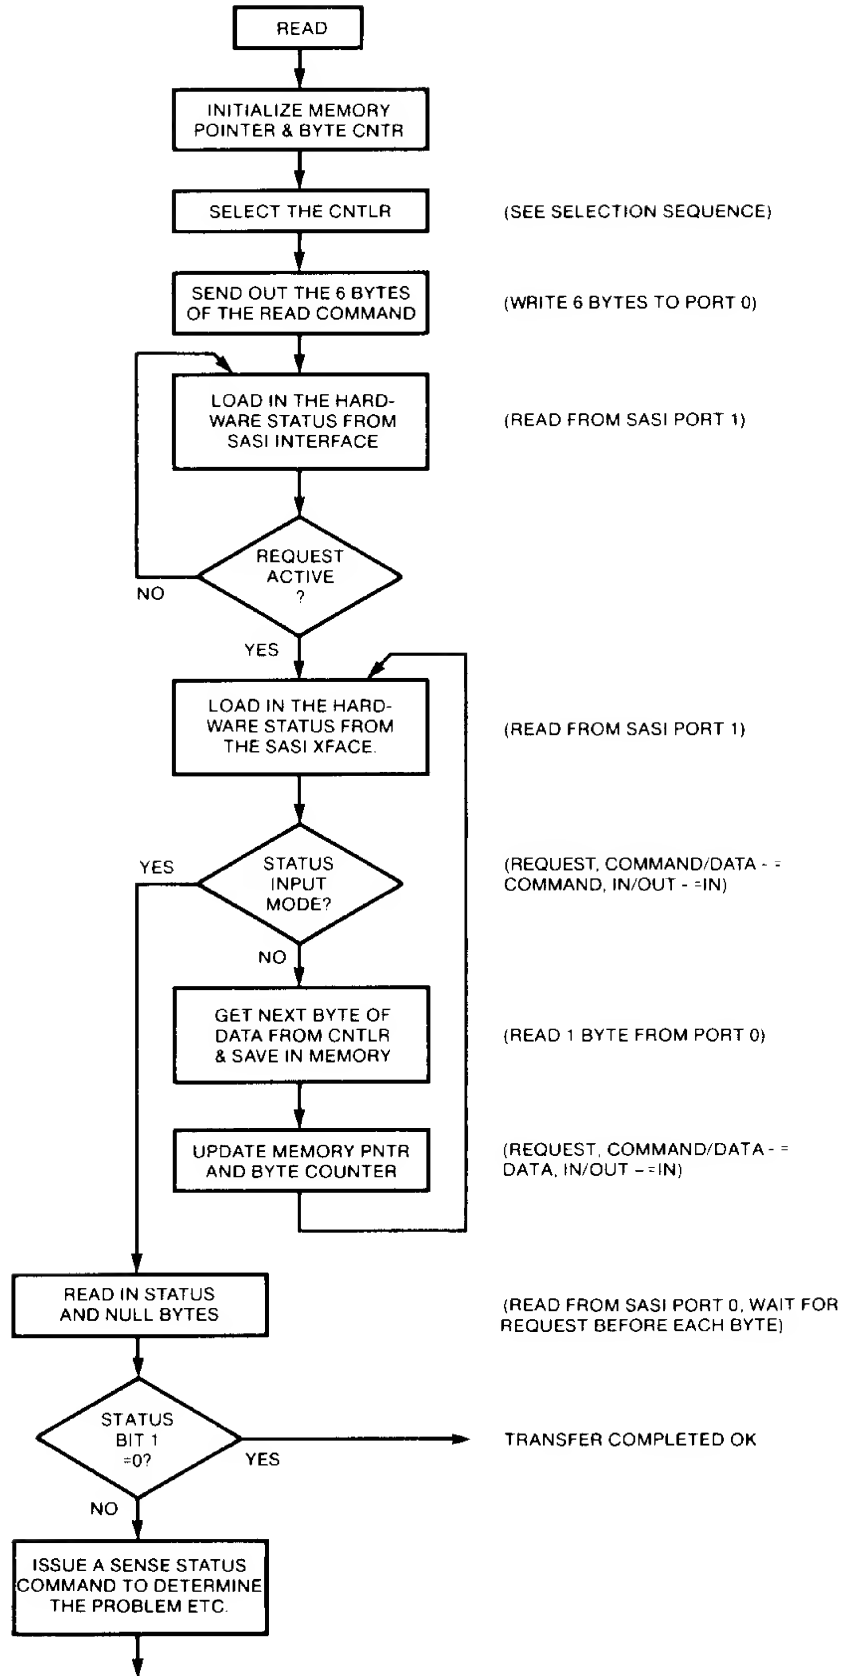 READ
INITIALIZE MEMORY
POINTER & BYTE CNTR
SELECT THE CNTLR
(SEE SELECTION SEQUENCE)
SEND OUT THE 6 BYTES
OF THE READ COMMAND
(WRITE 6 BYTES TO PORT 0)
LOAD IN THE HARD-
WARE STATUS FROM
SASI INTERFACE
(READ FROM SASI PORT 1)
REQUEST
ACTIVE
?
NO
YES
LOAD IN THE HARD-
WARE STATUS FROM
THE SASI XFACE.
(READ FROM SASI PORT 1)
YES
STATUS
INPUT
MODE?
(REQUEST, COMMAND/DATA - =
COMMAND, IN/OUT - =IN)
NO
GET NEXT BYTE OF
DATA FROM CNTLR
& SAVE IN MEMORY
(READ 1 BYTE FROM PORT 0)
UPDATE MEMORY PNTR
AND BYTE COUNTER
(REQUEST, COMMAND/DATA - =
DATA, IN/OUT - =IN)
READ IN STATUS
AND NULL BYTES
(READ FROM SASI PORT 0, WAIT FOR
REQUEST BEFORE EACH BYTE)
STATUS
BIT 1
=0?
YES
TRANSFER COMPLETED OK
NO
ISSUE A SENSE STATUS
COMMAND TO DETERMINE
THE PROBLEM ETC.